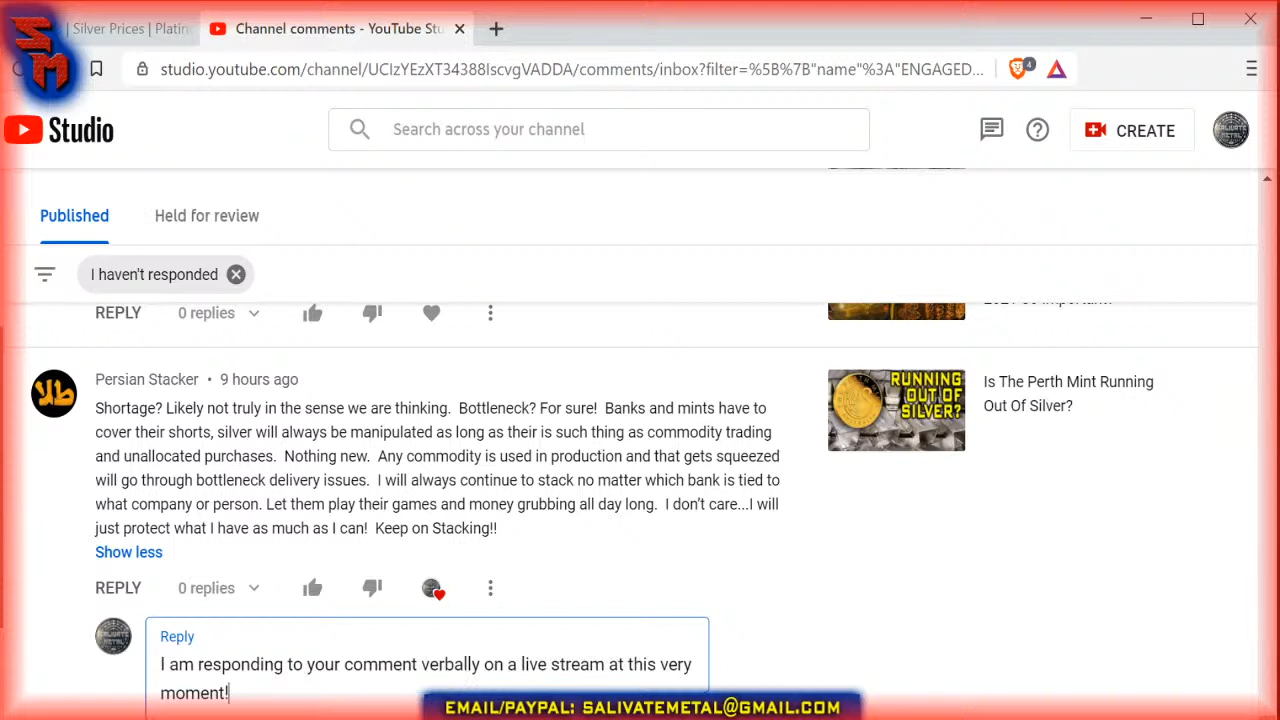 SM
| Silver Prices | Platin
Channel comments - YouTube Stu
studio.youtube.com/channel/UCIzYEzXT34388IscvgVADDA/comments/inbox?filter=%5B%7B"name"%3A"ENGAGED...
4
Studio
Search across your channel
CREATE
SALIVATE
METAL
Published
Held for review
I haven't responded
REPLY
0 replies
Persian Stacker • 9 hours ago
طلا
Shortage? Likely not truly in the sense we are thinking. Bottleneck? For sure! Banks and mints have to
cover their shorts, silver will always be manipulated as long as their is such thing as commodity trading
and unallocated purchases. Nothing new. Any commodity is used in production and that gets squeezed
will go through bottleneck delivery issues. I will always continue to stack no matter which bank is tied to
what company or person. Let them play their games and money grubbing all day long. I don't care...I will
just protect what I have as much as I can! Keep on Stacking!!
Show less
REPLY
0 replies
RUNNING
OUT OF
SILVER?
Is The Perth Mint Running
Out Of Silver?
SALIVATE
METAL
Reply
I am responding to your comment verbally on a live stream at this very
moment!
EMAIL/PAYPAL: SALIVATEMETAL@GMAIL.COM